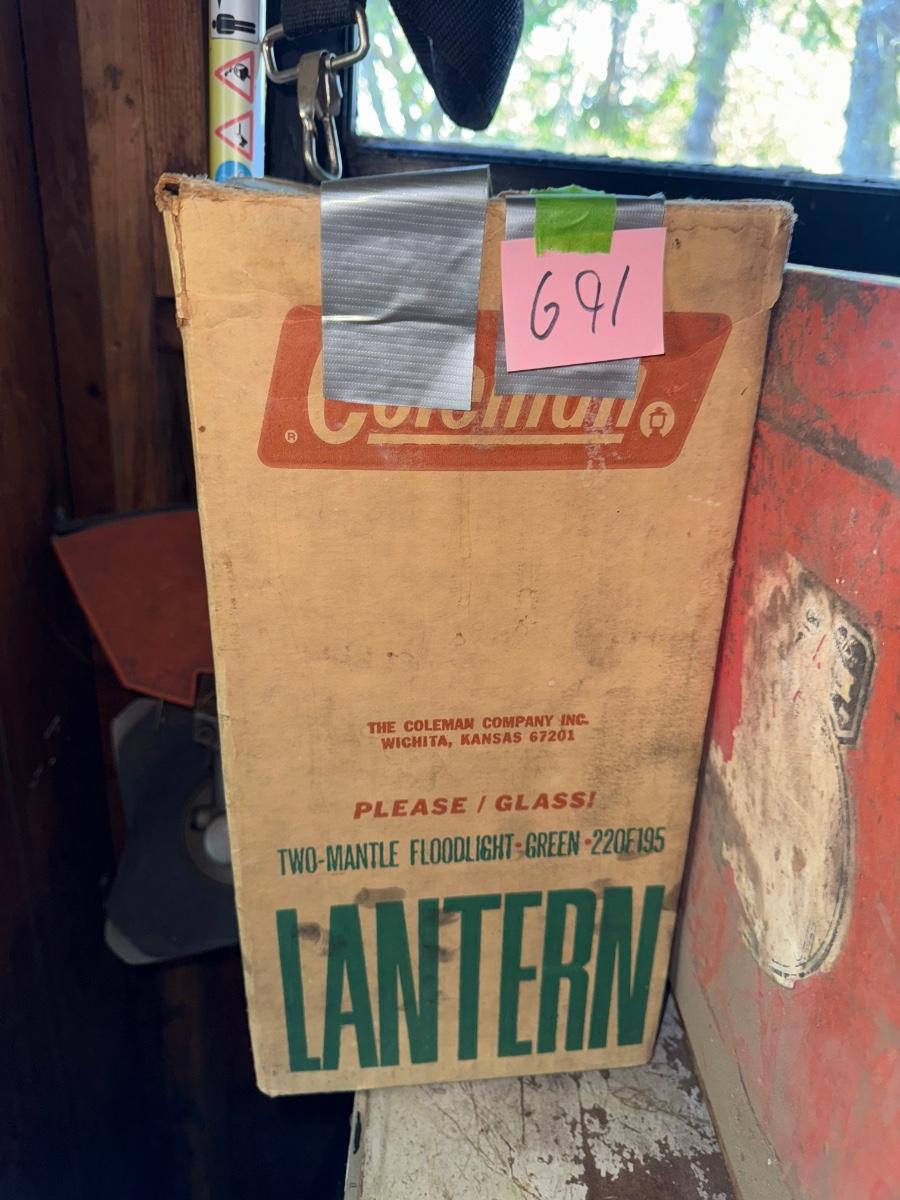 691
Coleman
®
THE COLEMAN COMPANY INC.
WICHITA, KANSAS 67201
PLEASE / GLASS!
TWO-MANTLE FLOODLIGHT•GREEN•220F195
LANTERN